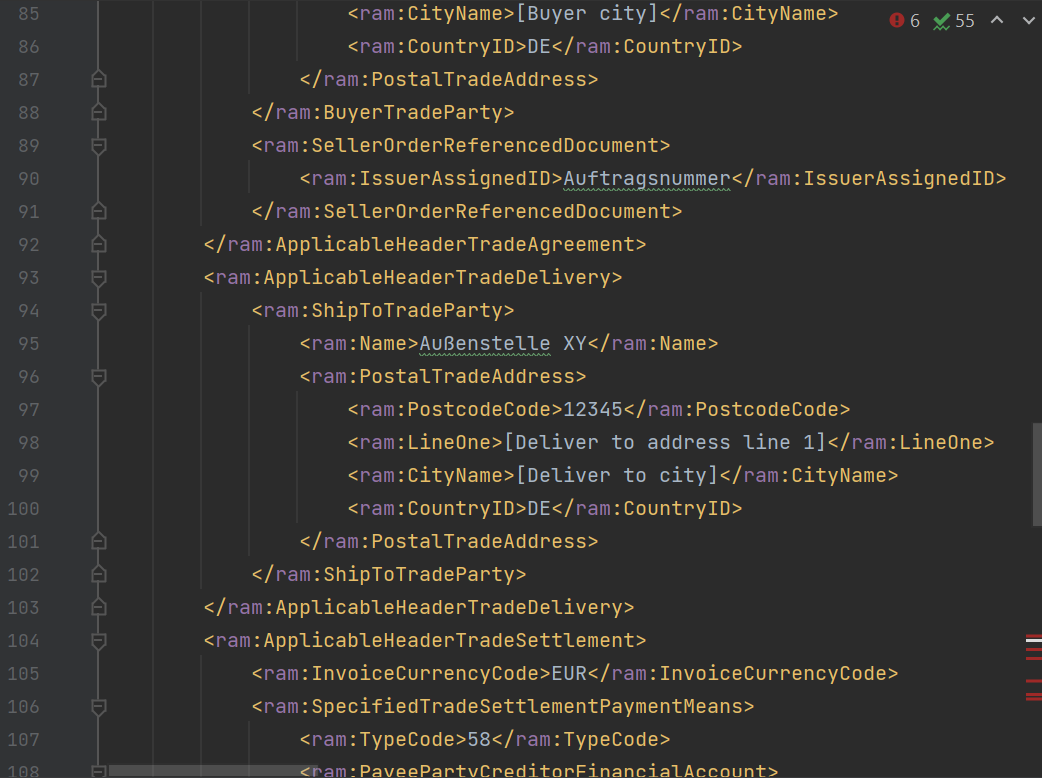 85 <ram:CityName>[Buyer city]</ram:CityName>
6 55
86 <ram:CountryID>DE</ram:CountryID>
87 </ram:PostalTradeAddress>
88 </ram:BuyerTradeParty>
89 <ram:SellerOrderReferencedDocument>
90 <ram:IssuerAssignedID>Auftragsnummer</ram:IssuerAssignedID>
91 </ram:SellerOrderReferencedDocument>
92 </ram:ApplicableHeaderTradeAgreement>
93 <ram:ApplicableHeaderTradeDelivery>
94 <ram:ShipToTradeParty>
95 <ram:Name>Außenstelle XY</ram:Name>
96 <ram:PostalTradeAddress>
97 <ram:PostcodeCode>12345</ram:PostcodeCode>
98 <ram:LineOne>[Deliver to address line 1]</ram:LineOne>
99 <ram:CityName>[Deliver to city]</ram:CityName>
100 <ram:CountryID>DE</ram:CountryID>
101 </ram:PostalTradeAddress>
102 </ram:ShipToTradeParty>
103 </ram:ApplicableHeaderTradeDelivery>
104 <ram:ApplicableHeaderTradeSettlement>
105 <ram:InvoiceCurrencyCode>EUR</ram:InvoiceCurrencyCode>
106 <ram:SpecifiedTradeSettlementPaymentMeans>
107 <ram:TypeCode>58</ram:TypeCode>
108 <ram:PayeePartyCreditorFinancialAccount>